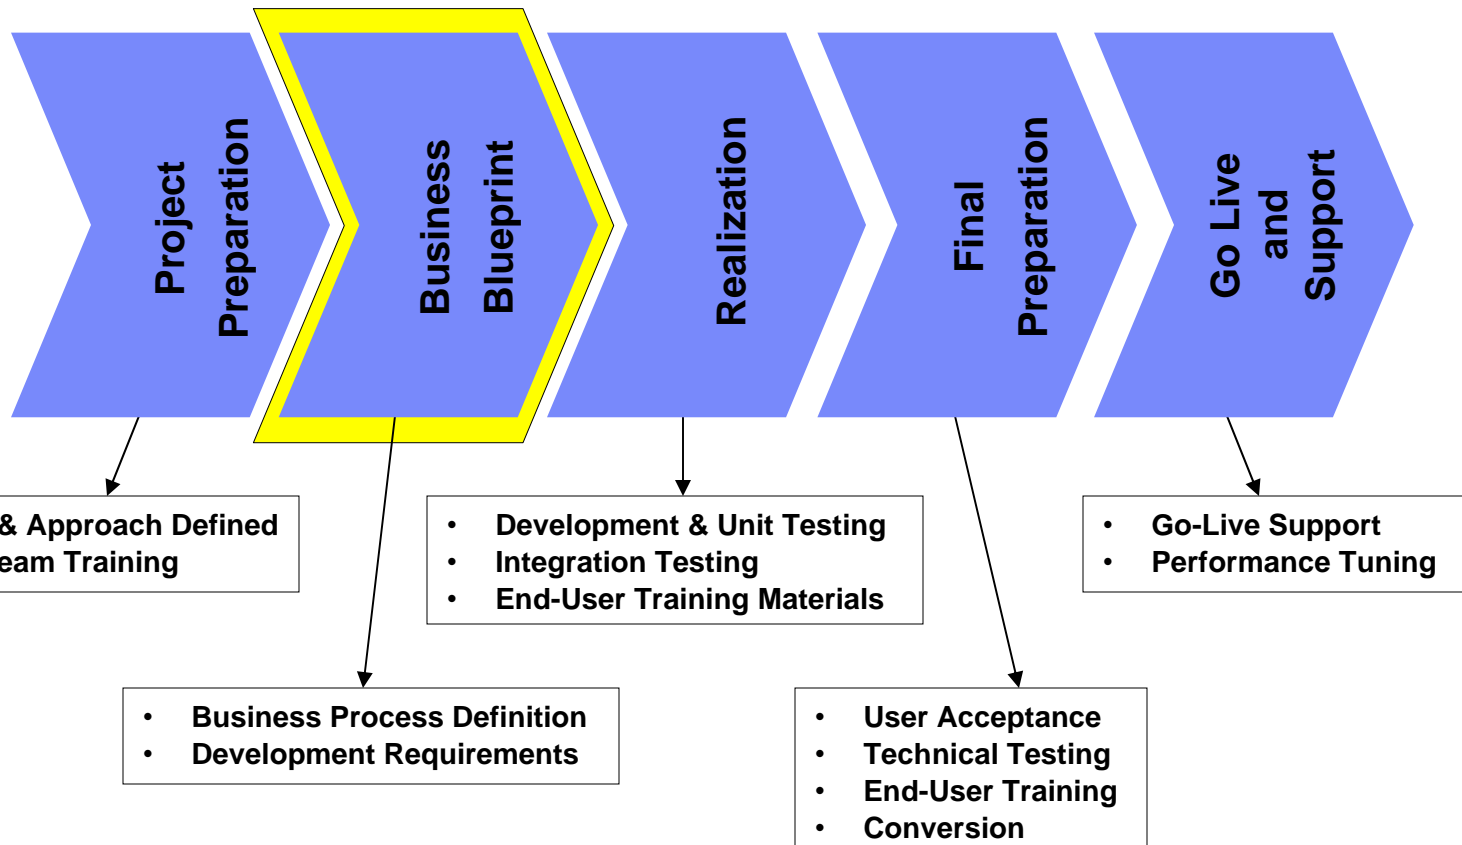 Project
Preparation
Business
Blueprint
Realization
Final
Preparation
Go Live
and
Support
& Approach Defined
Training
• Development & Unit Testing
• Integration Testing
• End-User Training Materials
• Go-Live Support
• Performance Tuning
• Business Process Definition
• Development Requirements
• User Acceptance
• Technical Testing
• End-User Training
• Conversion